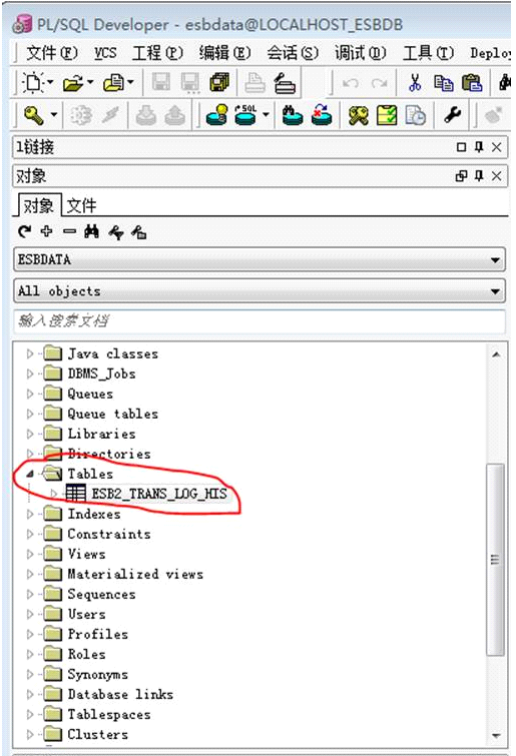 PL/SQL Developer - esbdata@LOCALHOST_ESBDB
文件(F) VCS 工程(P) 编辑(E) 会话(S) 调试(D) 工具(T) Deploy
SQL
1链接
对象
对象 文件
ESBDATA
All objects
输入搜索文档
Java classes
DBMS_Jobs
Queues
Queue tables
Libraries
Directories
Tables
ESB2_TRANS_LOG_HIS
Indexes
Constraints
Views
Materialized views
Sequences
Users
Profiles
Roles
Synonyms
Database links
Tablespaces
Clusters